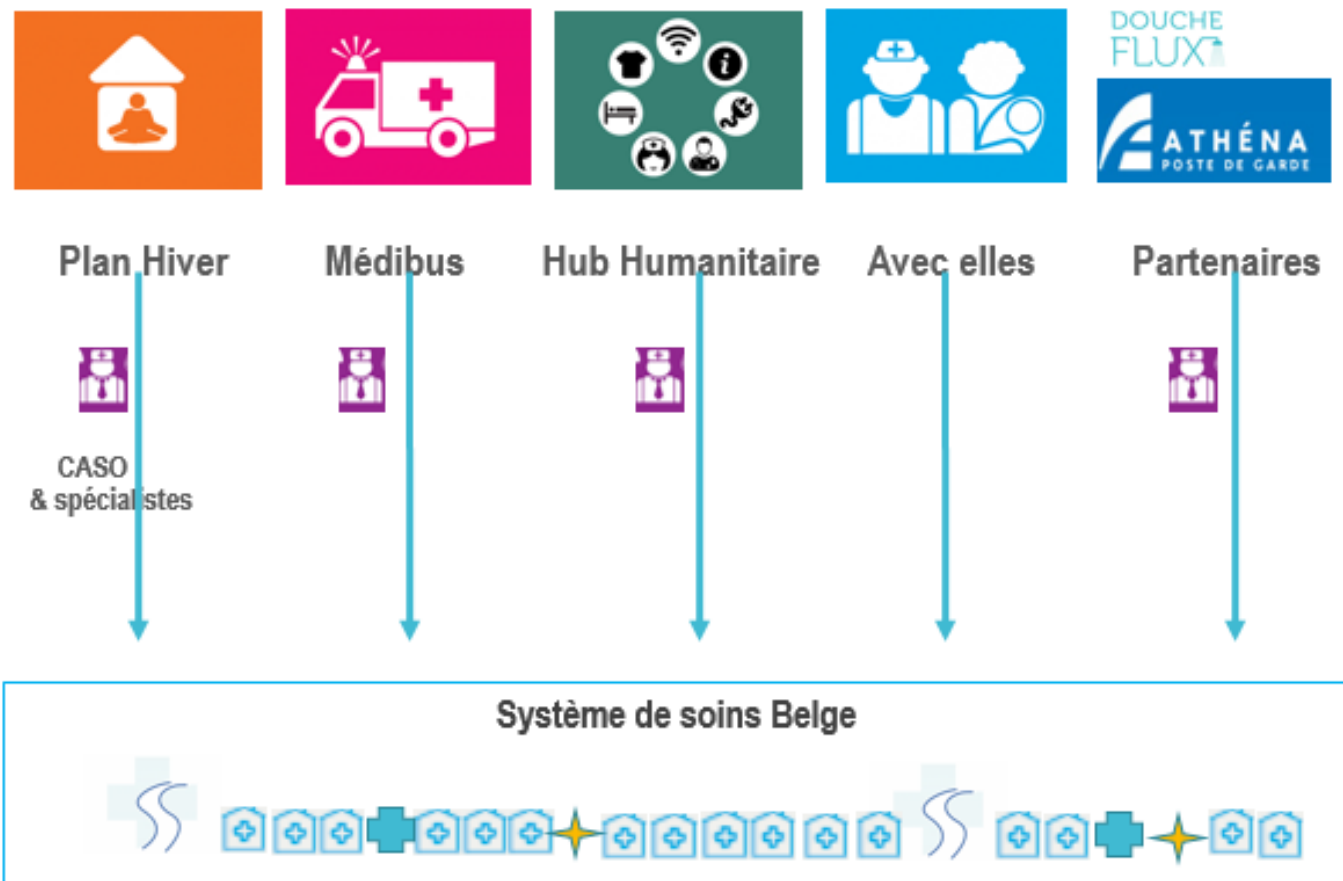 DOUCHE
FLUX
ATHÉNA
POSTE DE GARDE
Plan Hiver
Médibus
Hub Humanitaire
Avec elles
Partenaires
CASO
& spécialistes
Système de soins Belge